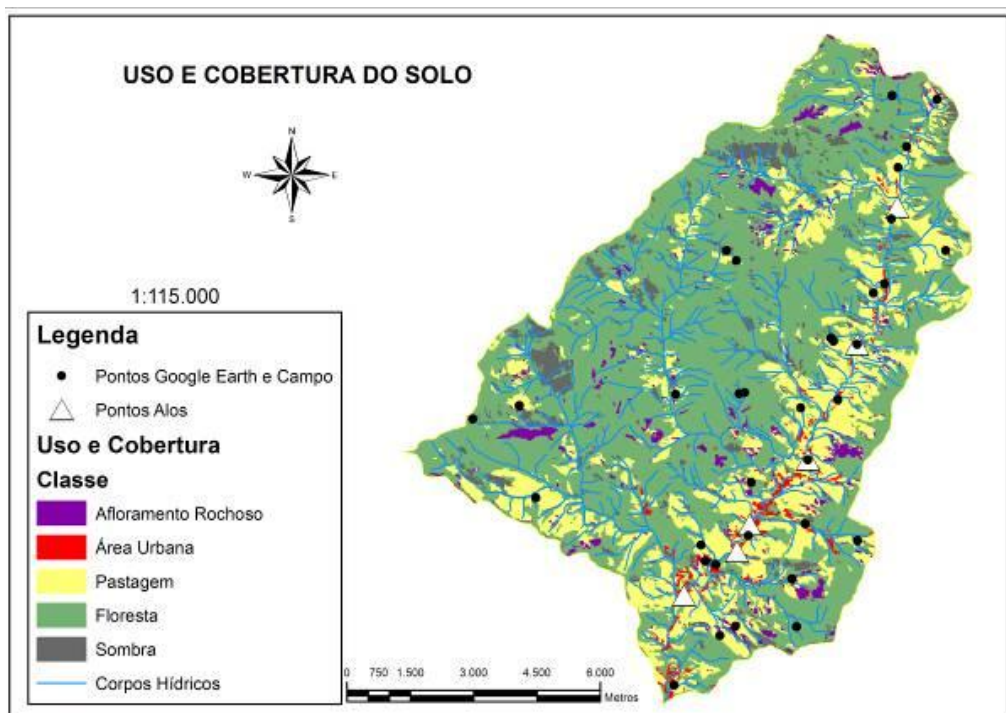 USO E COBERTURA DO SOLO
N
W
E
S
1:115.000
Legenda
Pontos Google Earth e Campo
Pontos Alos
Uso e Cobertura
Classe
Afloramento Rochoso
Área Urbana
Pastagem
Floresta
Sombra
Corpos Hídricos
0 750 1.500 3.000 4.500 6.000
Metros